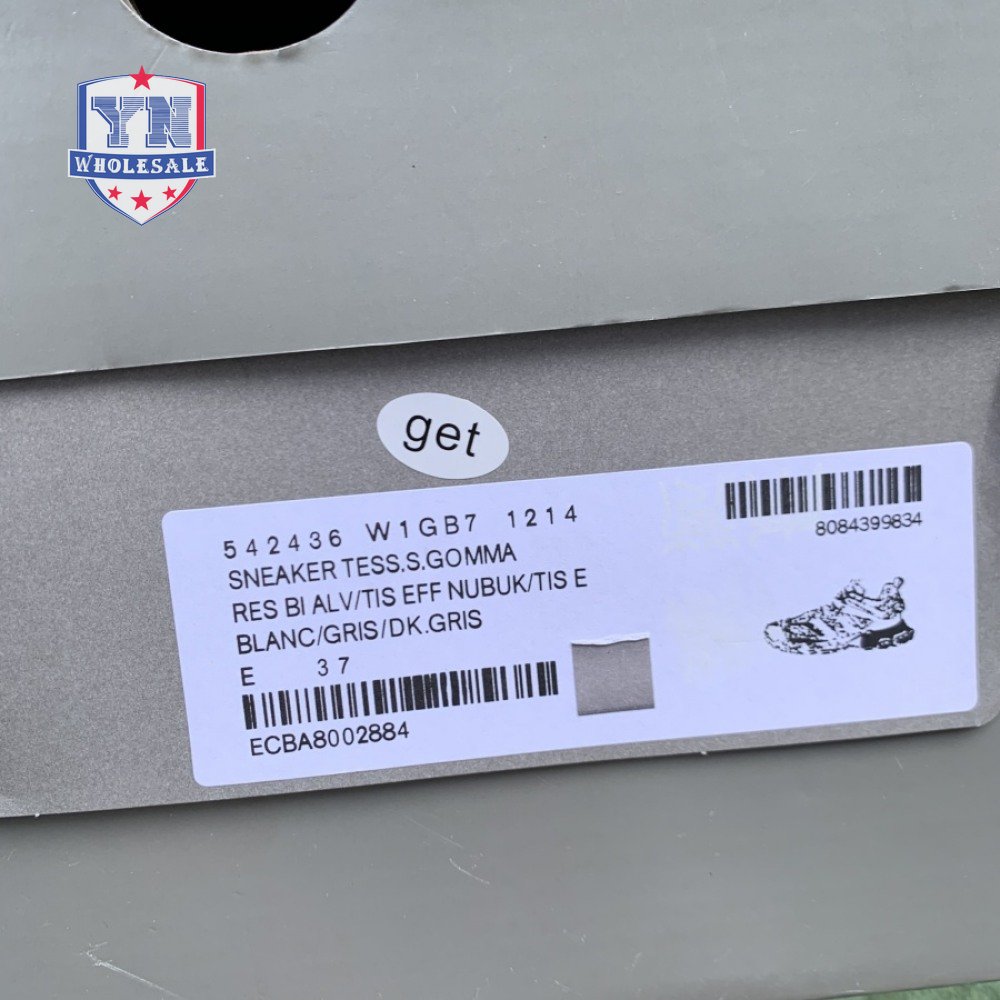 YN
WHOLESALE
get
542436 W1GB7 1214
SNEAKER TESS.S.GOMMA
RES BI ALV/TIS EFF NUBUK/TIS E
BLANC/GRIS/DK.GRIS
E 37
ECBA8002884
8084399834